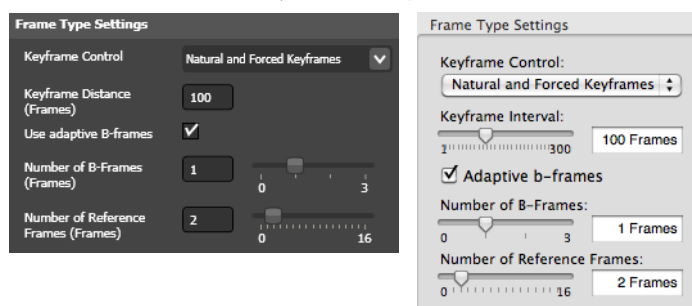 Frame Type Settings
Keyframe Control
Natural and Forced Keyframes
Keyframe Distance
(Frames)
100
Use adaptive B-frames
Number of B-Frames
(Frames)
1
0 3
Number of Reference
Frames (Frames)
2
0 16
Frame Type Settings
Keyframe Control:
Natural and Forced Keyframes
Keyframe Interval:
1 300
100 Frames
Adaptive b-frames
Number of B-Frames:
0 3
1 Frames
Number of Reference Frames:
0 16
2 Frames